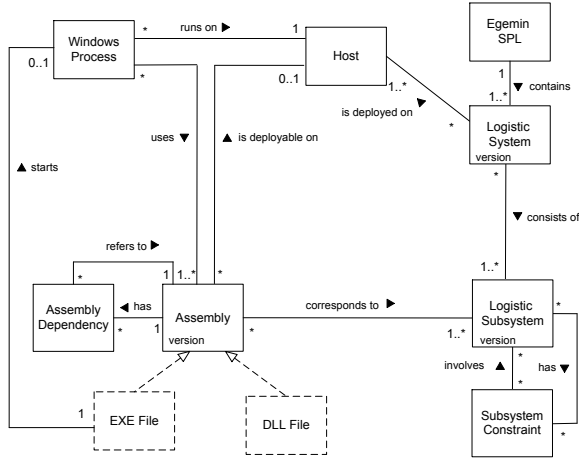 Windows
Process
*
runs on
1
Host
Egemin
SPL
0..1
*
0..1
1..*
1
contains
1..*
is deployed on
*
Logistic
System
version
uses
is deployable on
starts
*
consists of
refers to
*
1
1..*
*
1..*
Assembly
Dependency
has
*
1
Assembly
version
*
corresponds to
1..*
Logistic
Subsystem
version
*
involves
*
has
*
EXE File
1
DLL File
*
Subsystem
Constraint
*